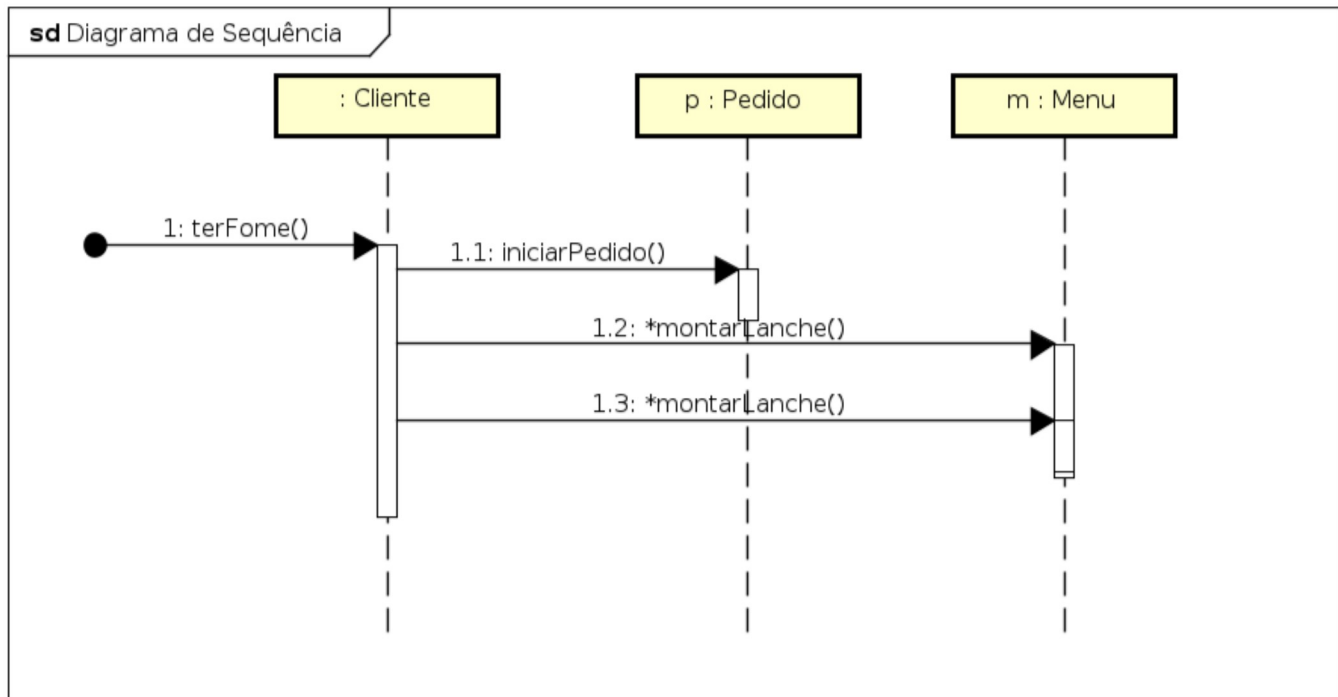 sd Diagrama de Sequência
: Cliente
p : Pedido
m : Menu
1: terFome()
1.1: iniciarPedido()
1.2: *montarLanche()
1.3: *montarLanche()